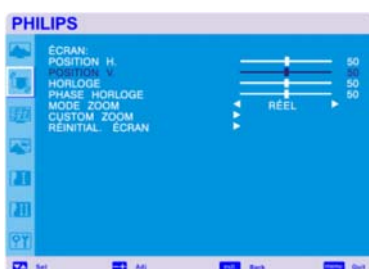 PHILIPS
ÉCRAN:
POSITION H. 50
POSITION V. 50
HORLOGE 50
PHASE HORLOGE 50
MODE ZOOM RÉEL
CUSTOM ZOOM
RÉINITIAL. ÉCRAN
Sel Adj exit Back menu Quit